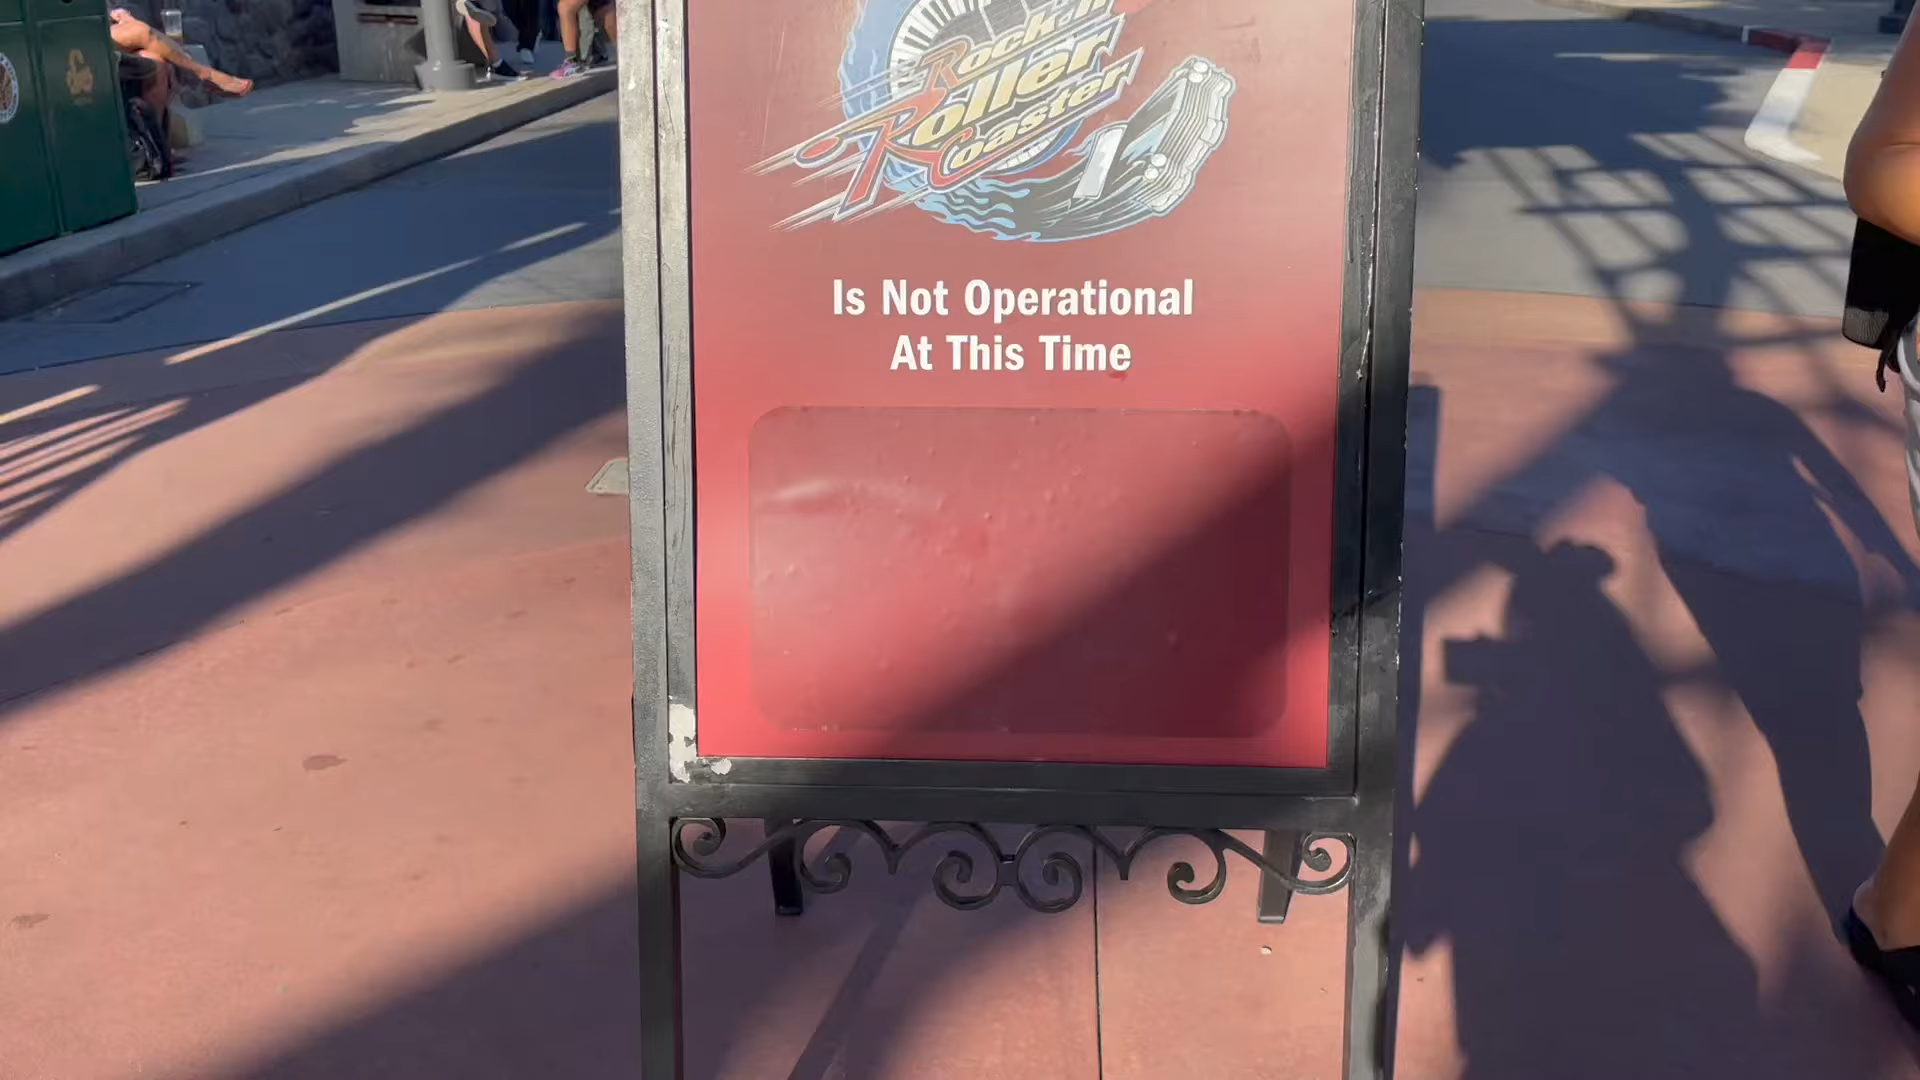 Rock 'n'
Roller
Coaster
Is Not Operational
At This Time